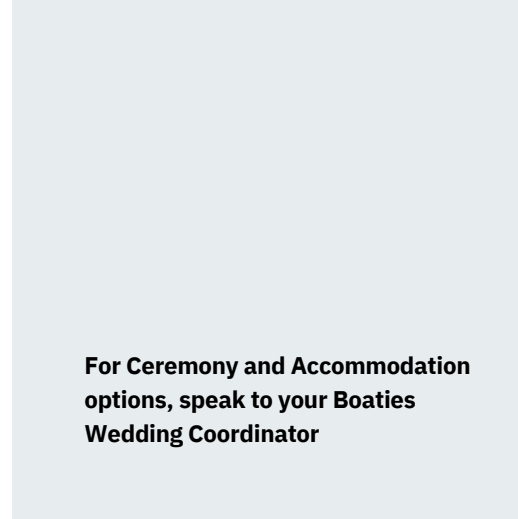 For Ceremony and Accommodation
options, speak to your Boaties
Wedding Coordinator